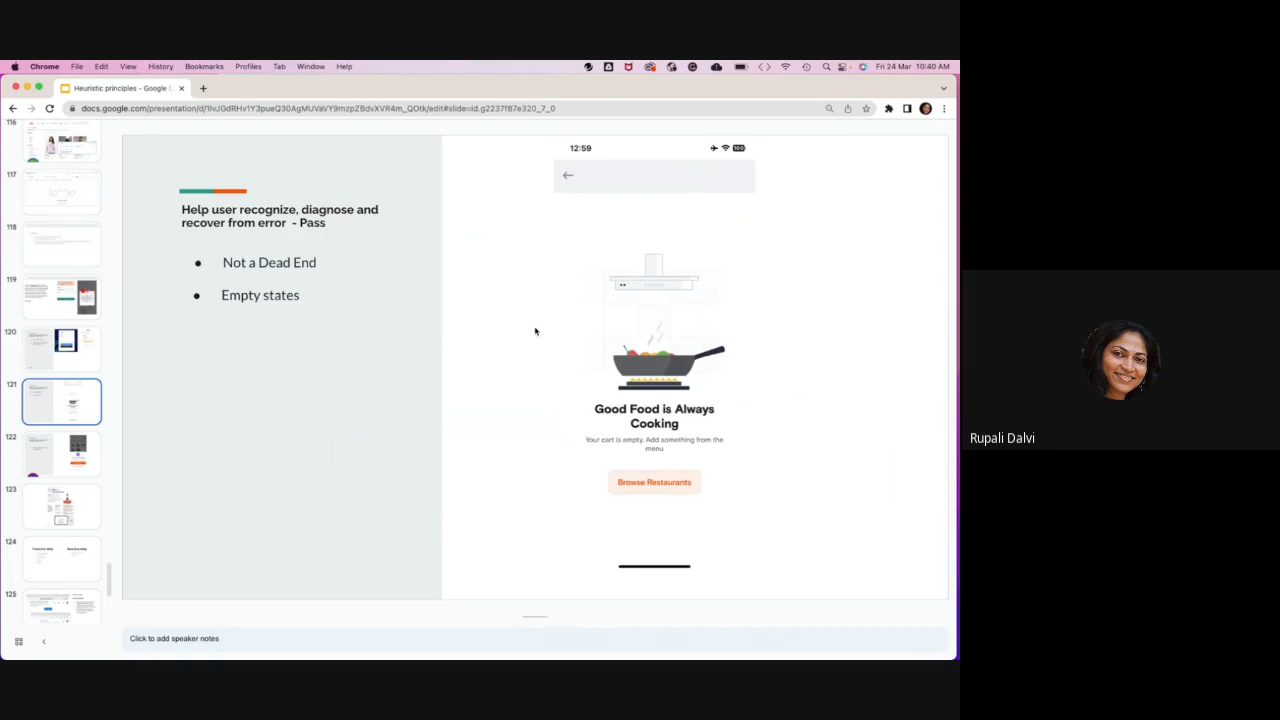 Chrome File Edit View History Bookmarks Profiles Tab Window Help Fri 24 Mar 10:40 AM
Heuristic principles - Google D
docs.google.com/presentation/d/1IvJGdRHv1Y3pueQ30AgMUVaVY9mzpZBdvXVR4m_QOtk/edit#slide=id.g2237f87e320_7_0
116
117
118
119
120
121
122
123
124
125
Help user recognize, diagnose and
recover from error - Pass
● Not a Dead End
● Empty states
12:59
100
Good Food is Always
Cooking
Your cart is empty. Add something from the
menu
Browse Restaurants
Click to add speaker notes
Rupali Dalvi